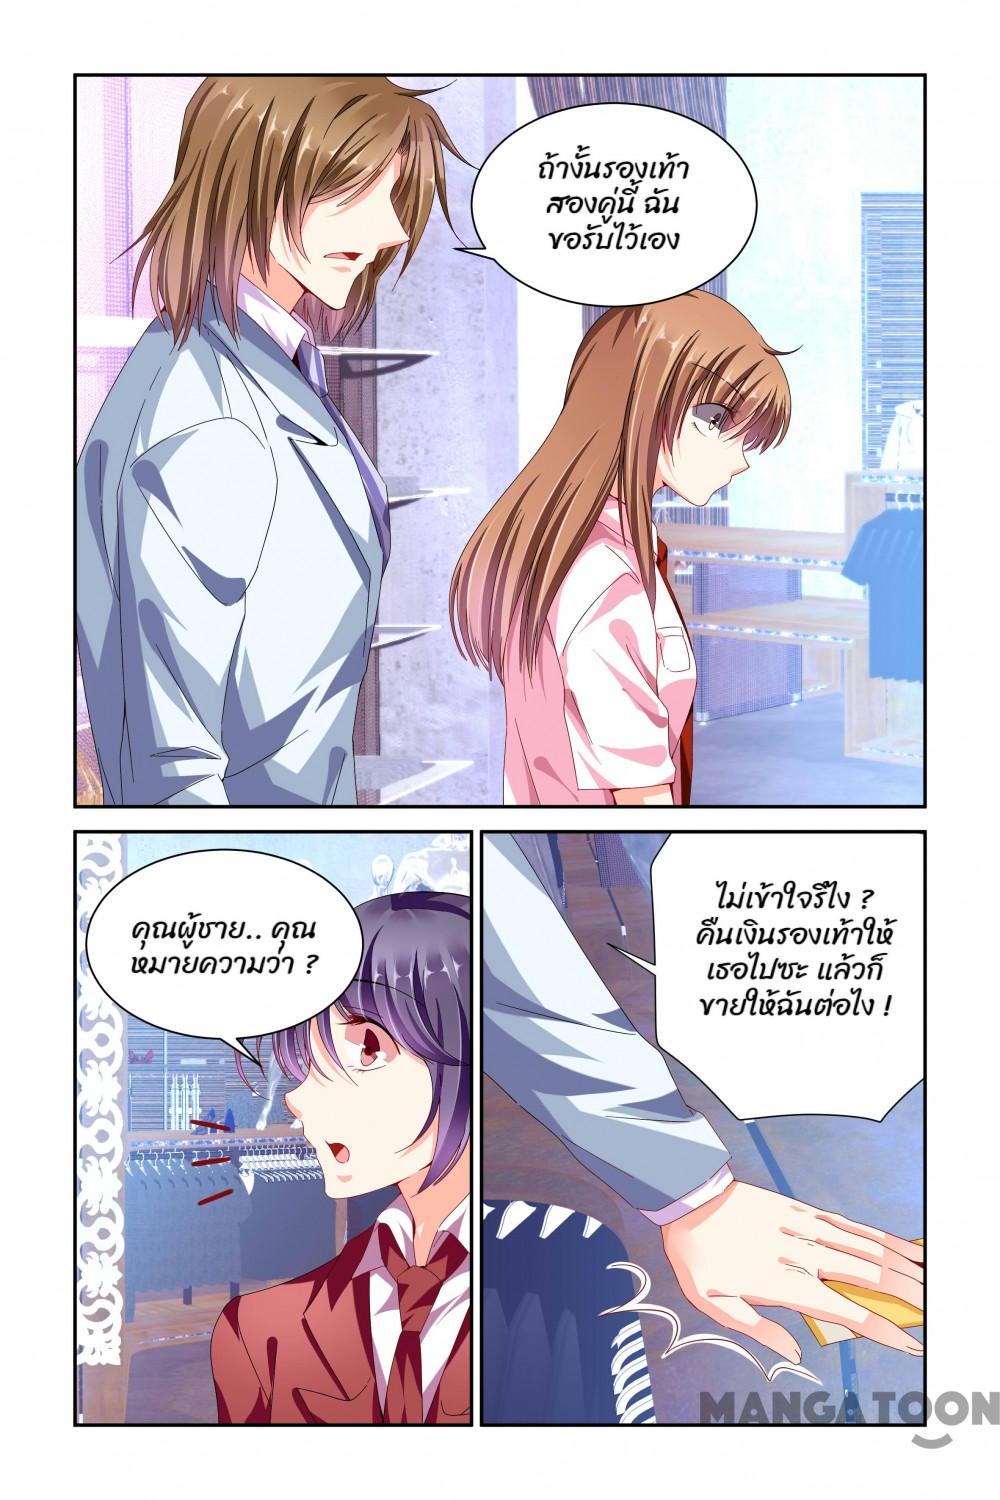 ถ้างั้นรองเท้า
สองคู่นี้ ฉัน
ขอรับไว้เอง
คุณผู้ชาย.. คุณ
หมายความว่า ?
ไม่เข้าใจรึไง ?
คืนเงินรองเท้าให้
เธอไปซะ แล้วก็
ขายให้ฉันต่อไง !
MANGATOON